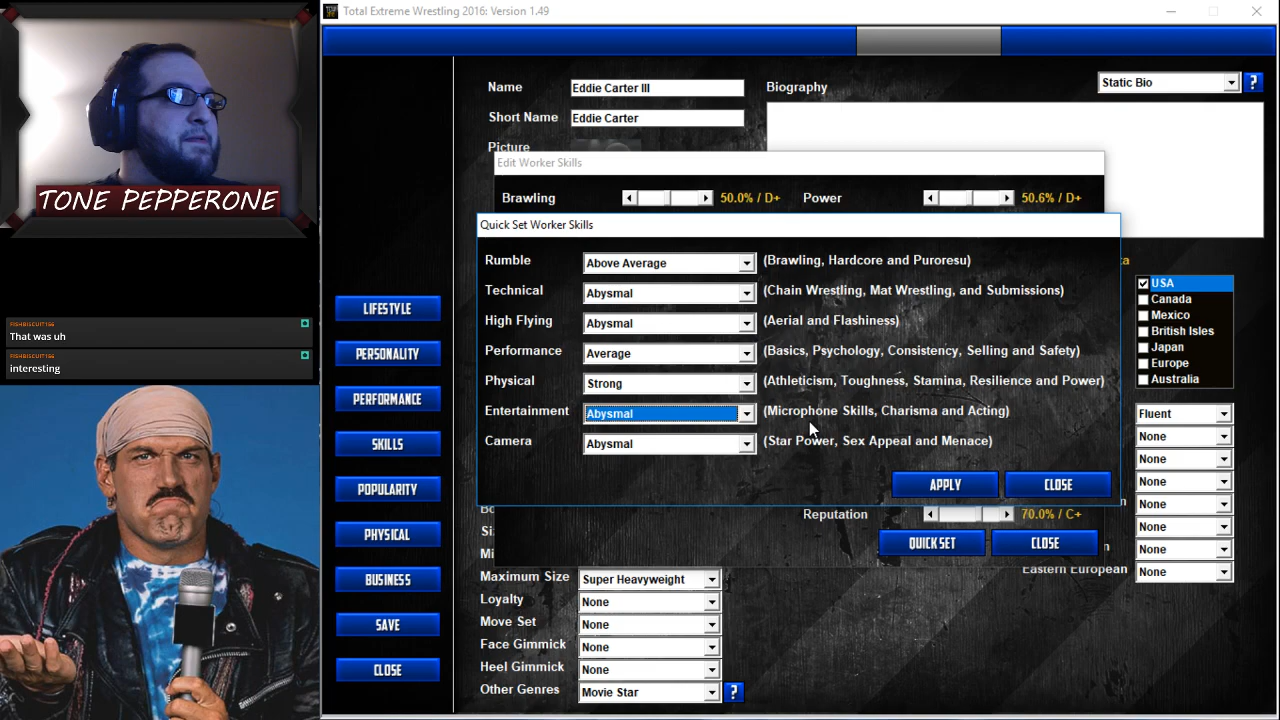 Total Extreme Wrestling 2016: Version 1.49
Name
Eddie Carter III
Biography
Static Bio
?
Short Name
Eddie Carter
Picture
Edit Worker Skills
Brawling
50.0% / D+
Power
50.6% / D+
Quick Set Worker Skills
Rumble
Above Average
(Brawling, Hardcore and Puroresu)
Technical
Abysmal
(Chain Wrestling, Mat Wrestling, and Submissions)
High Flying
Abysmal
(Aerial and Flashiness)
Performance
Average
(Basics, Psychology, Consistency, Selling and Safety)
Physical
Strong
(Athleticism, Toughness, Stamina, Resilience and Power)
Entertainment
Abysmal
(Microphone Skills, Charisma and Acting)
Camera
Abysmal
(Star Power, Sex Appeal and Menace)
APPLY
CLOSE
Reputation
70.0% / C+
QUICK SET
CLOSE
Maximum Size
Super Heavyweight
Loyalty
None
Move Set
None
Face Gimmick
None
Heel Gimmick
None
Other Genres
Movie Star
?
USA
Canada
Mexico
British Isles
Japan
Europe
Australia
Fluent
None
None
None
None
None
None
Eastern European
None
LIFESTYLE
PERSONALITY
PERFORMANCE
SKILLS
POPULARITY
PHYSICAL
BUSINESS
SAVE
CLOSE
TONE PEPPERONE
FISHBISCUIT156
That was uh
FISHBISCUIT156
interesting